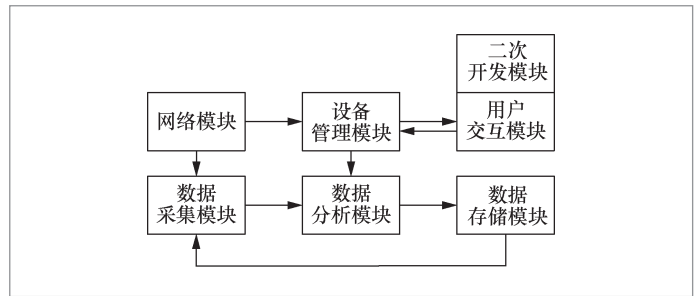 二次
开发模块
网络模块
设备
管理模块
用户
交互模块
数据
采集模块
数据
分析模块
数据
存储模块